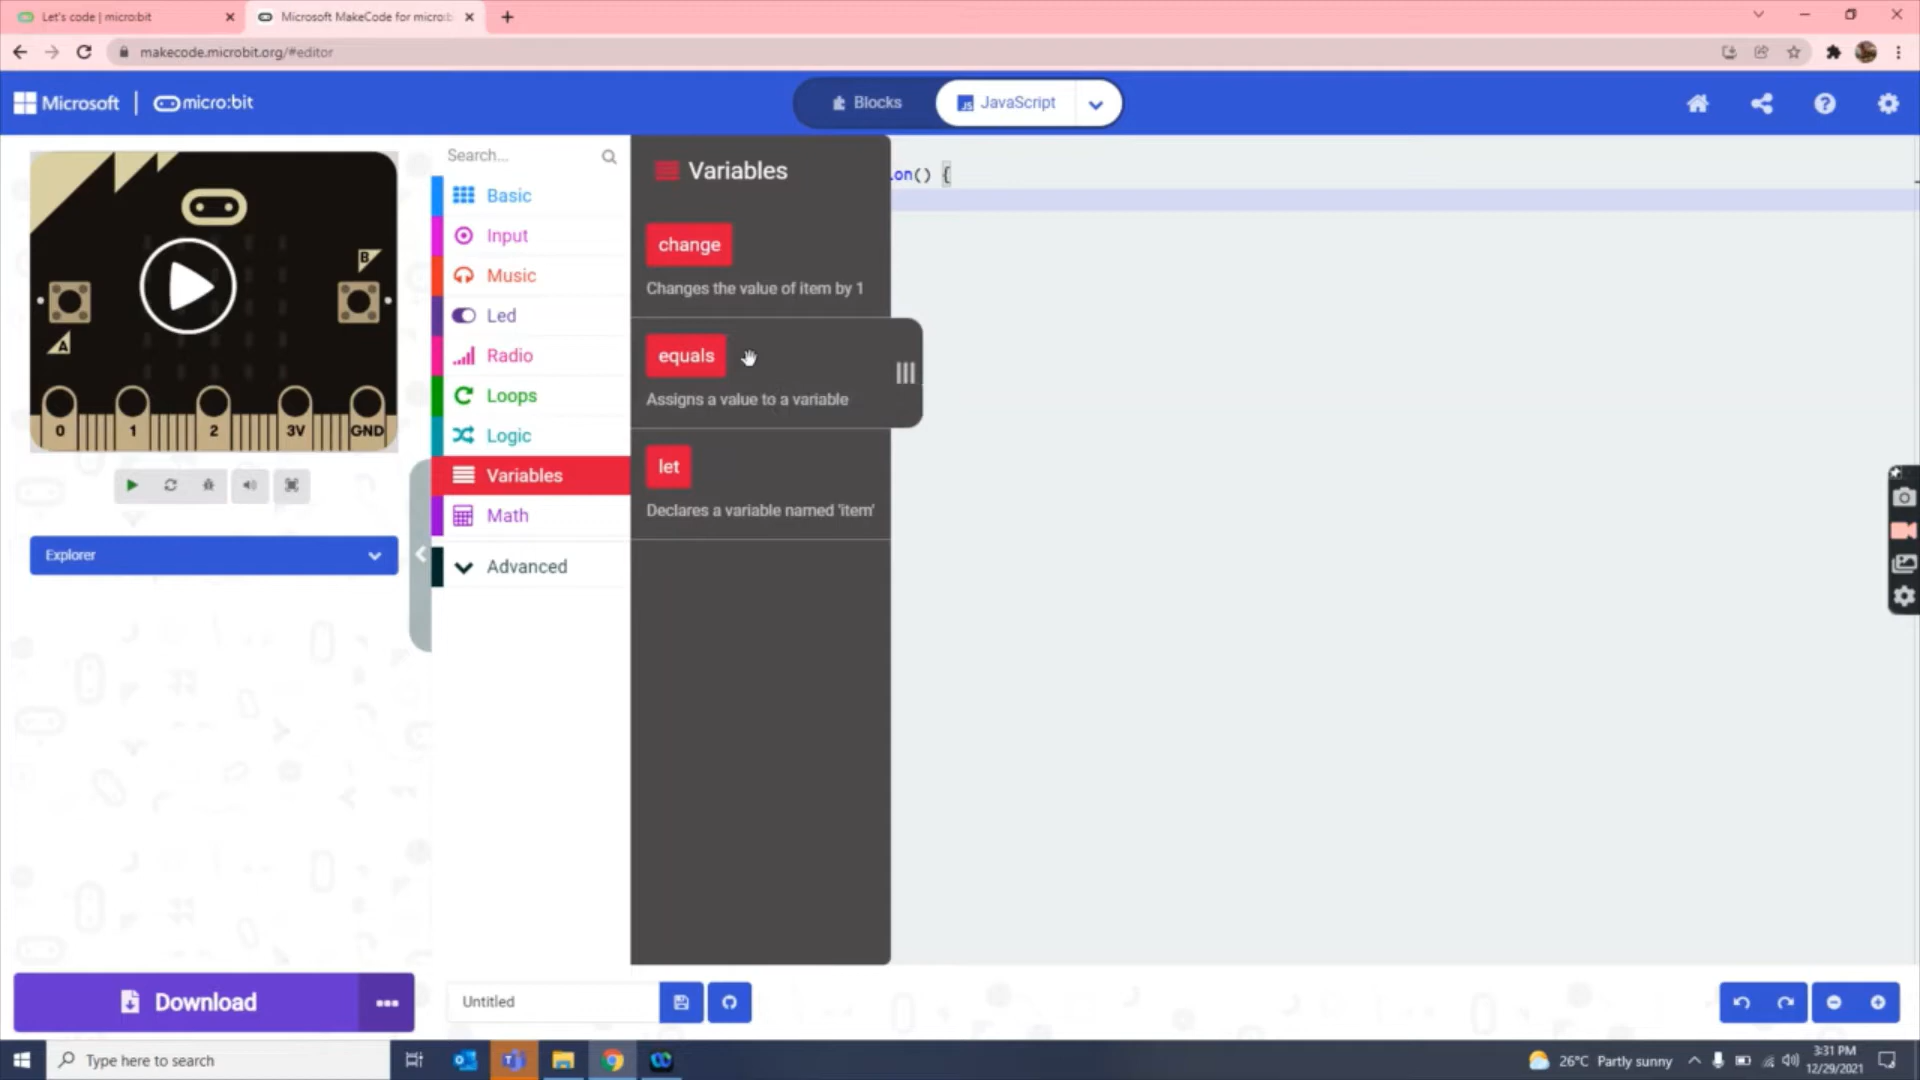 Let's code | micro:bit
Microsoft MakeCode for micro:b
makecode.microbit.org/#editor
Microsoft
micro:bit
Blocks
JS JavaScript
Search...
Basic
Input
Music
Led
Radio
Loops
Logic
Variables
Math
Advanced
Variables
change
Changes the value of item by 1
equals
Assigns a value to a variable
let
Declares a variable named 'item'
on() {
A
B
0 1 2 3V GND
Explorer
Download
Untitled
Type here to search
26°C Partly sunny
3:31 PM
12/29/2021